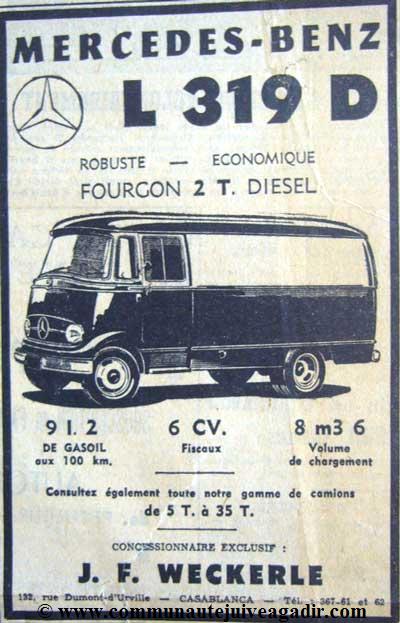 MERCEDES-BENZ
L 319 D
ROBUSTE — ECONOMIQUE
FOURGON 2 T. DIESEL
9 l. 2
DE GASOIL
aux 100 km.
6 CV.
Fiscaux
8 m3 6
Volume
de chargement
Consultez également toute notre gamme de camions
de 5 T. à 35 T.
CONCESSIONNAIRE EXCLUSIF :
J. F. WECKERLE
132, rue Dumont-d'Urville — CASABLANCA — Tél. : 367-61 et 62
© www.communautejuiveagadir.com